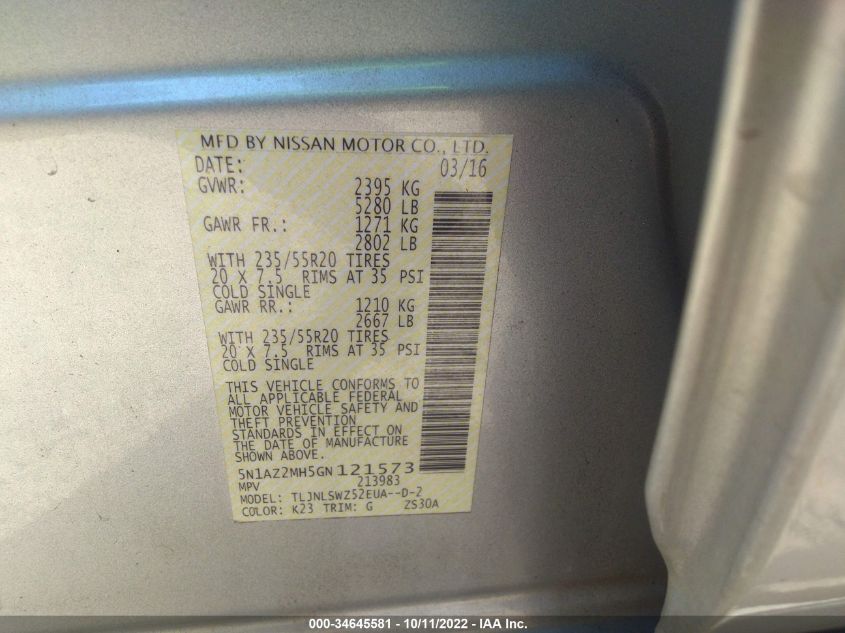 MFD BY NISSAN MOTOR CO., LTD.
DATE: 03/16
GVWR: 2395 KG
5280 LB
GAWR FR.: 1271 KG
2802 LB
WITH 235/55R20 TIRES
20 X 7.5 RIMS AT 35 PSI
COLD SINGLE
GAWR RR.: 1210 KG
2667 LB
WITH 235/55R20 TIRES
20 X 7.5 RIMS AT 35 PSI
COLD SINGLE
THIS VEHICLE CONFORMS TO
ALL APPLICABLE FEDERAL
MOTOR VEHICLE SAFETY AND
THEFT PREVENTION
STANDARDS IN EFFECT ON
THE DATE OF MANUFACTURE
SHOWN ABOVE.
5N1AZ2MH5GN121573
MPV 213983
MODEL: TLJNLSWZ52EUA--D-2
COLOR: K23 TRIM: G ZS30A
000-34645581 - 10/11/2022 - IAA Inc.